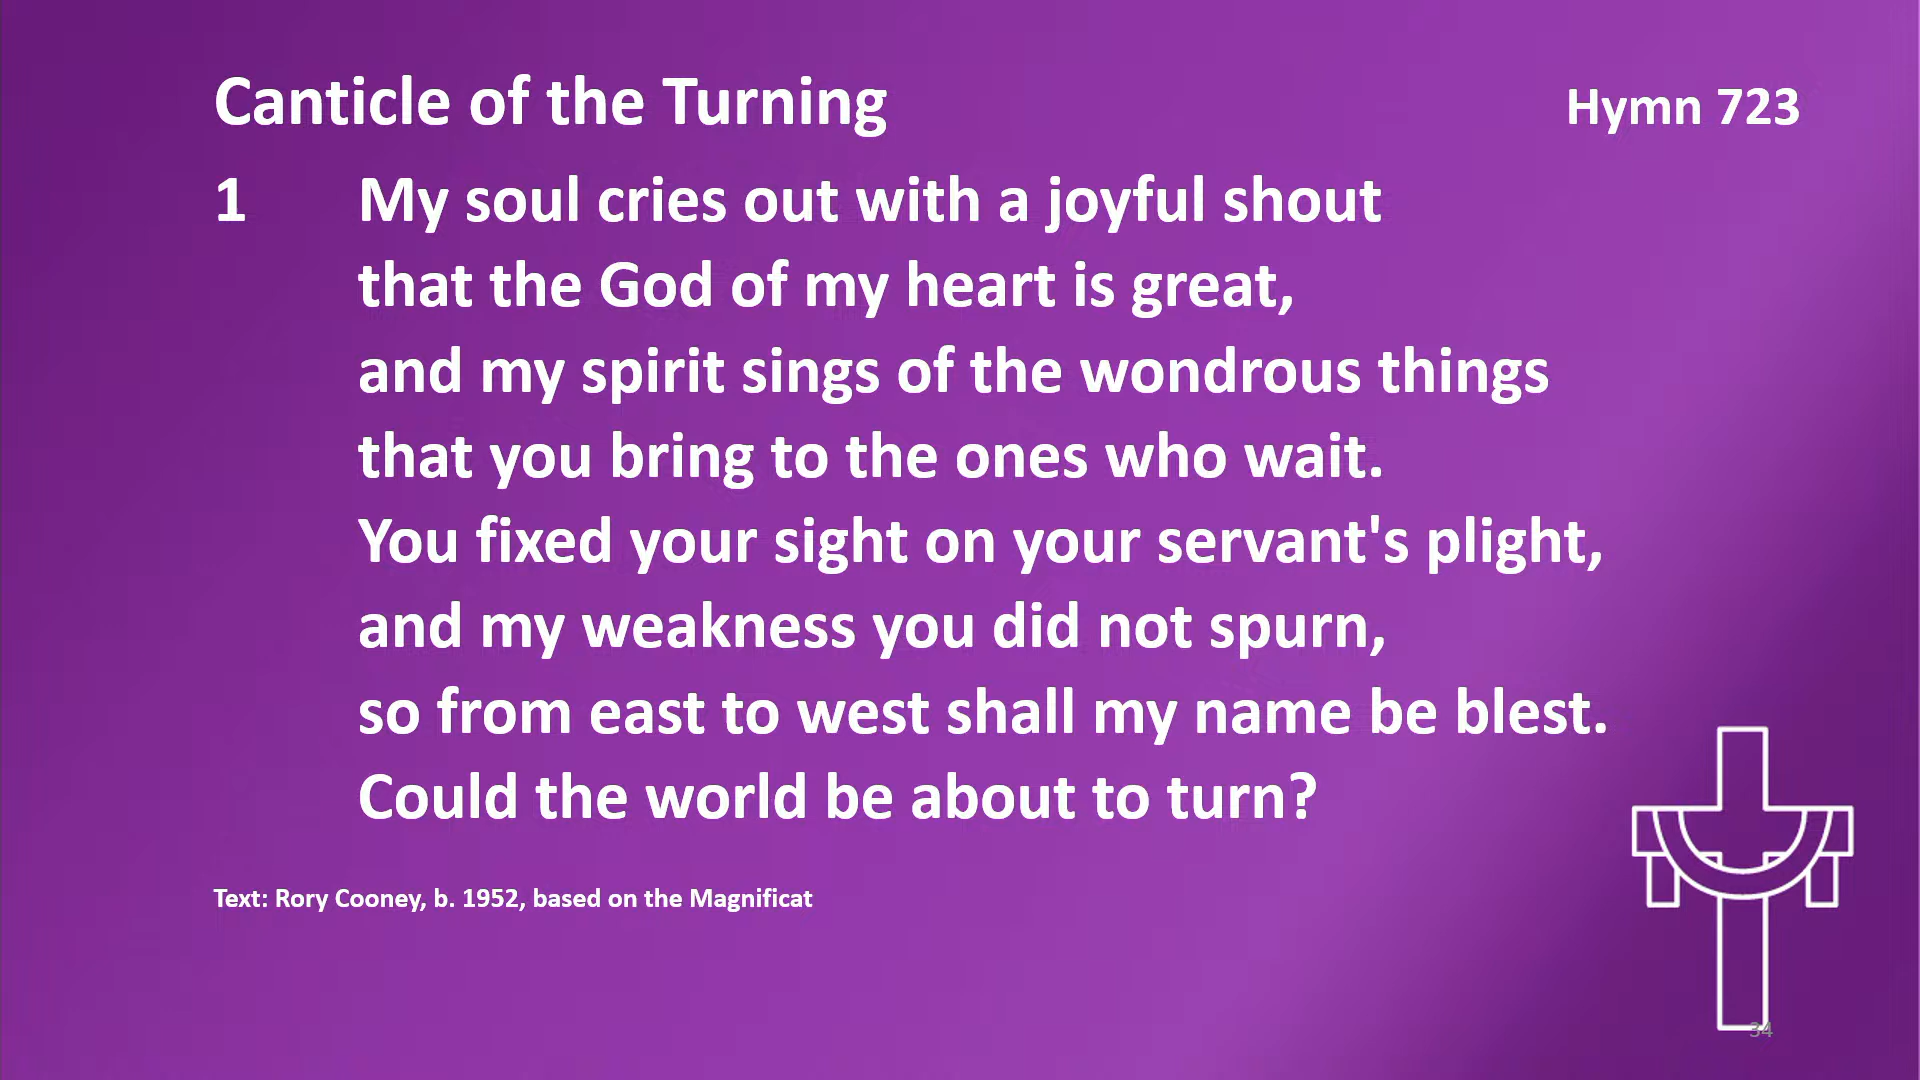 Canticle of the Turning Hymn 723
1 My soul cries out with a joyful shout
that the God of my heart is great,
and my spirit sings of the wondrous things
that you bring to the ones who wait.
You fixed your sight on your servant's plight,
and my weakness you did not spurn,
so from east to west shall my name be blest.
Could the world be about to turn?
Text: Rory Cooney, b. 1952, based on the Magnificat
34